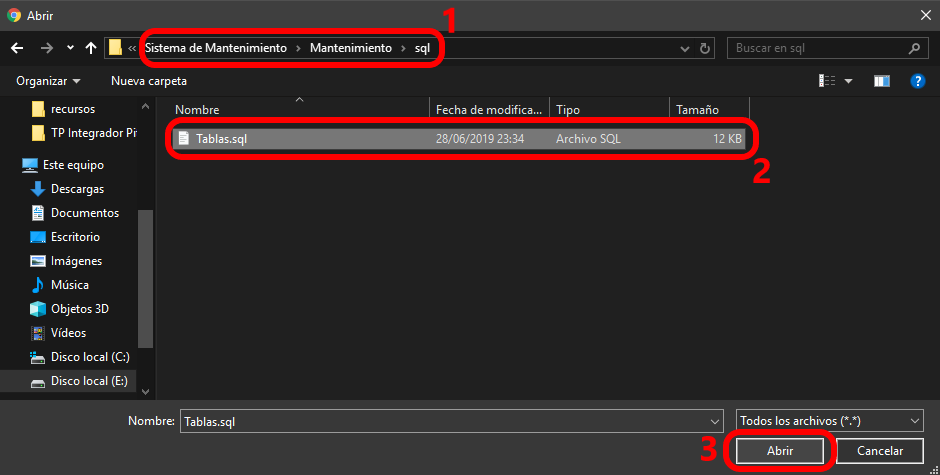 Abrir
1
« Sistema de Mantenimiento > Mantenimiento > sql
Buscar en sql
Organizar
Nueva carpeta
?
Nombre
Fecha de modifica...
Tipo
Tamaño
recursos
TP Integrador Pi
Tablas.sql
28/06/2019 23:34
Archivo SQL
12 KB
2
Este equipo
Descargas
Documentos
Escritorio
Imágenes
Música
Objetos 3D
Vídeos
Disco local (C:)
Disco local (E:)
Nombre:
Tablas.sql
Todos los archivos (*.*)
3
Abrir
Cancelar